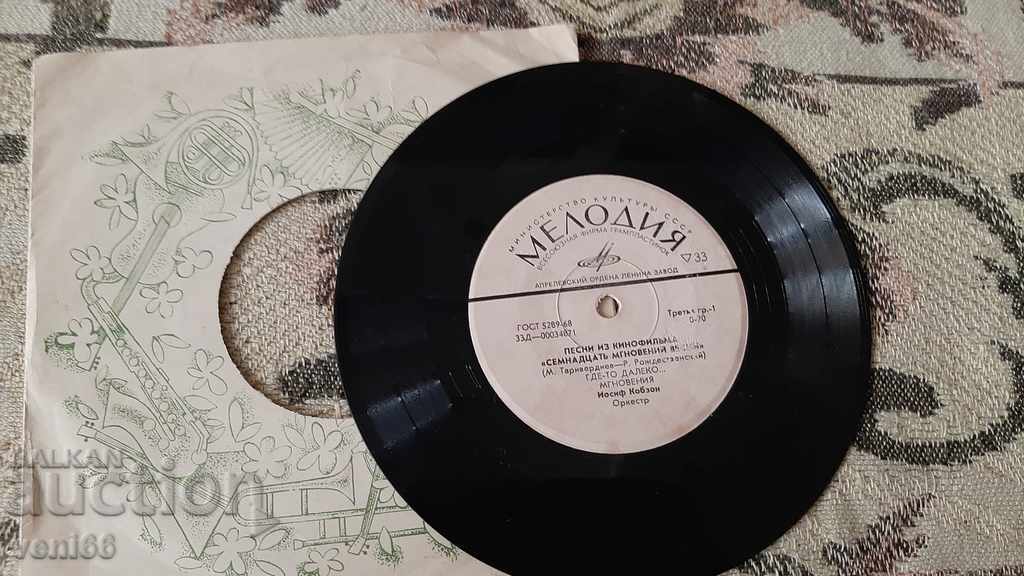 МИНИСТЕРСТВО КУЛЬТУРЫ СССР
МЕЛОДИЯ
ВСЕСОЮЗНАЯ ФИРМА ГРАМПЛАСТИНОК
33
АПРЕЛЕВСКИЙ ОРДЕНА ЛЕНИНА ЗАВОД
ГОСТ 5289-68
Третья гр.-1
33Д—00034871
0-70
ПЕСНИ ИЗ КИНОФИЛЬМА
«СЕМНАДЦАТЬ МГНОВЕНИЙ ВЕСНЫ»
(М. Таривердиев—Р. Рождественский)
ГДЕ-ТО ДАЛЕКО...
МГНОВЕНИЯ
Иосиф Кобзон
Оркестр
BALKAN
auction
veni66